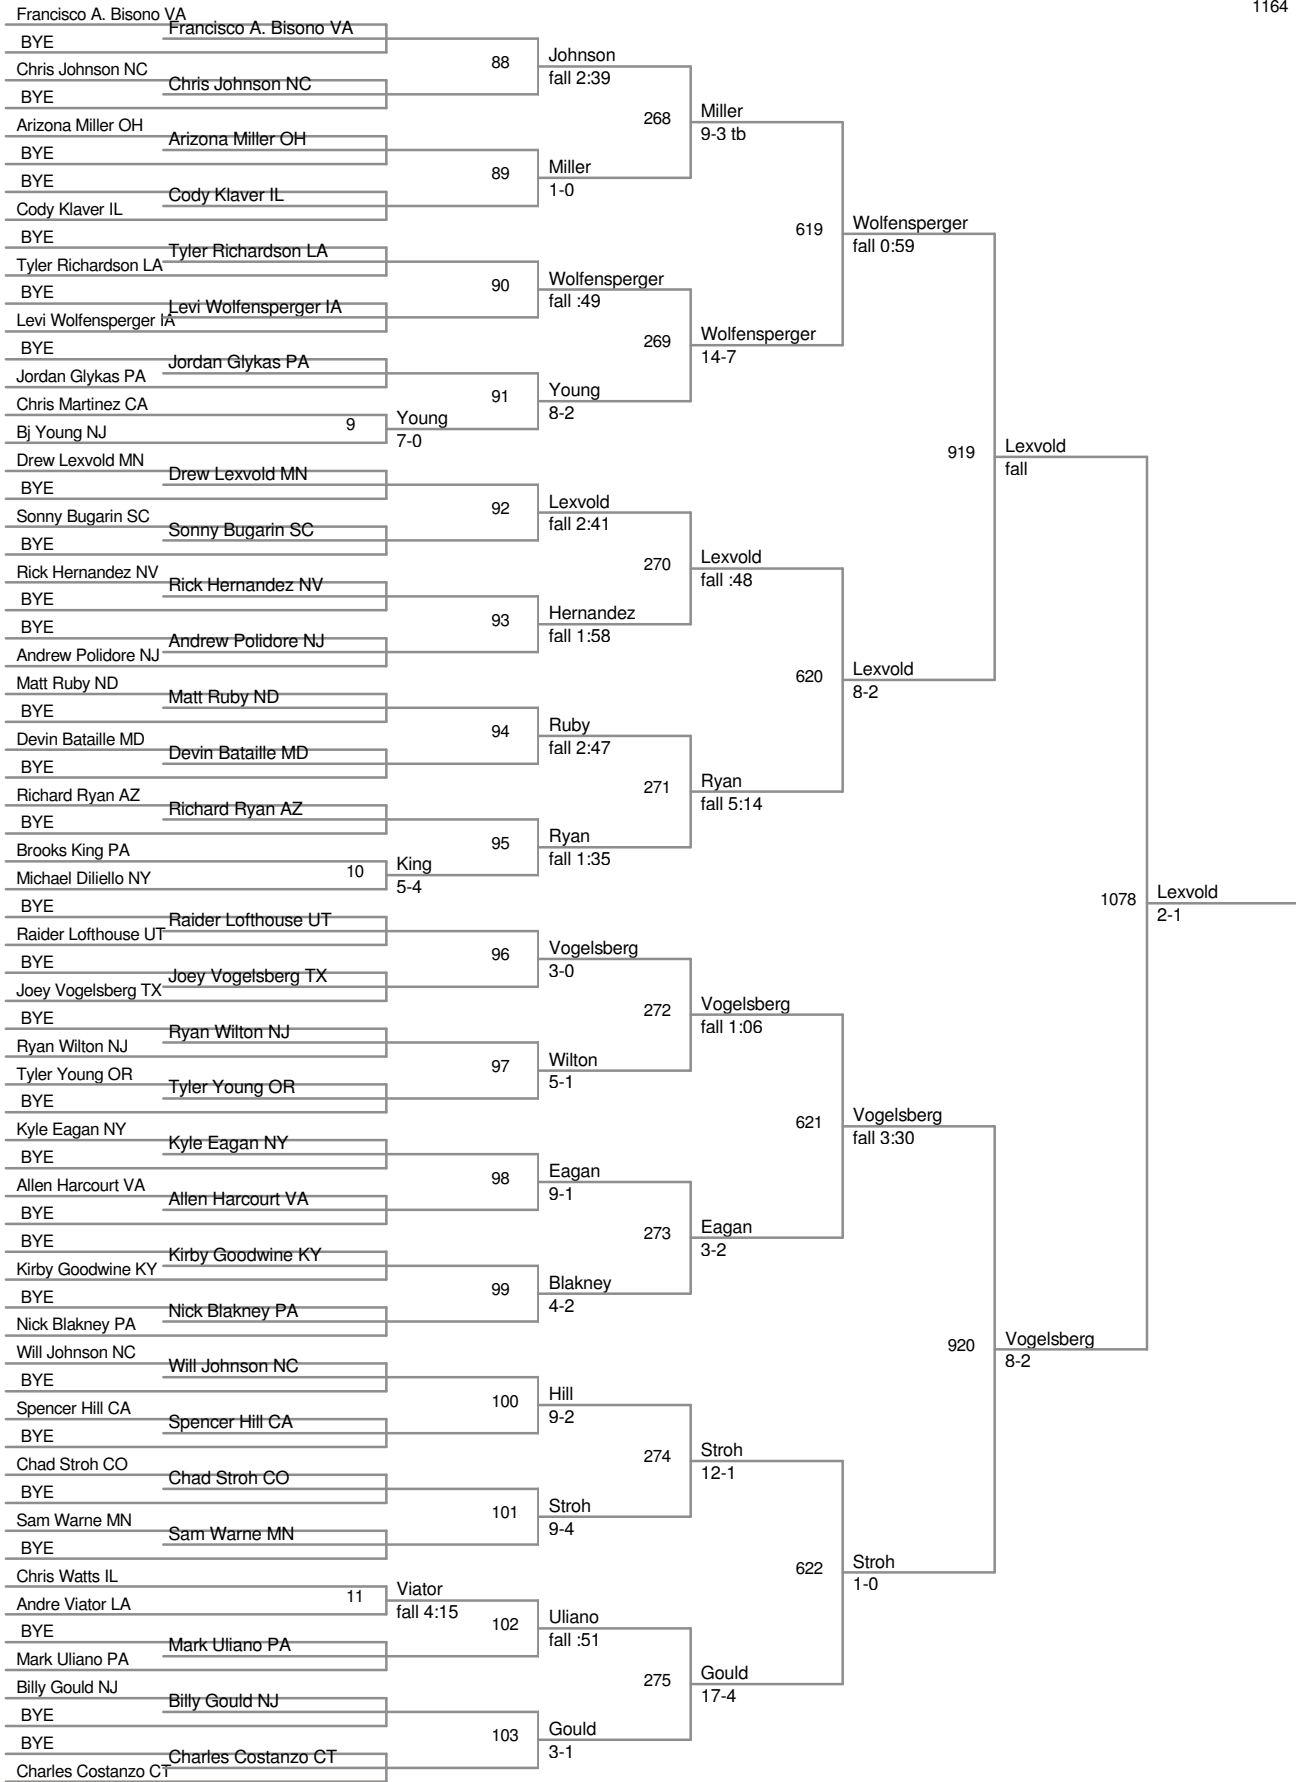 1164
Francisco A. Bisono VA
BYE
Chris Johnson NC
BYE
Arizona Miller OH
BYE
BYE
Cody Klaver IL
BYE
Tyler Richardson LA
BYE
Levi Wolfensperger IA
BYE
Jordan Glykas PA
Chris Martinez CA
Bj Young NJ
Drew Lexvold MN
BYE
Sonny Bugarin SC
BYE
Rick Hernandez NV
BYE
BYE
Andrew Polidore NJ
Matt Ruby ND
BYE
Devin Bataille MD
BYE
Richard Ryan AZ
BYE
Brooks King PA
Michael Diliello NY
BYE
Raider Lofthouse UT
BYE
Joey Vogelsberg TX
BYE
Ryan Wilton NJ
Tyler Young OR
BYE
Kyle Eagan NY
BYE
Allen Harcourt VA
BYE
BYE
Kirby Goodwine KY
BYE
Nick Blakney PA
Will Johnson NC
BYE
Spencer Hill CA
BYE
Chad Stroh CO
BYE
Sam Warne MN
BYE
Chris Watts IL
Andre Viator LA
BYE
Mark Uliano PA
Billy Gould NJ
BYE
BYE
Charles Costanzo CT
Francisco A. Bisono VA
Chris Johnson NC
Arizona Miller OH
Cody Klaver IL
Tyler Richardson LA
Levi Wolfensperger IA
Jordan Glykas PA
9
Young
7-0
Drew Lexvold MN
Sonny Bugarin SC
Rick Hernandez NV
Andrew Polidore NJ
Matt Ruby ND
Devin Bataille MD
Richard Ryan AZ
10
King
5-4
Raider Lofthouse UT
Joey Vogelsberg TX
Ryan Wilton NJ
Tyler Young OR
Kyle Eagan NY
Allen Harcourt VA
Kirby Goodwine KY
Nick Blakney PA
Will Johnson NC
Spencer Hill CA
Chad Stroh CO
Sam Warne MN
11
Viator
fall 4:15
Mark Uliano PA
Billy Gould NJ
Charles Costanzo CT
88
Johnson
fall 2:39
89
Miller
1-0
90
Wolfensperger
fall :49
91
Young
8-2
92
Lexvold
fall 2:41
93
Hernandez
fall 1:58
94
Ruby
fall 2:47
95
Ryan
fall 1:35
96
Vogelsberg
3-0
97
Wilton
5-1
98
Eagan
9-1
99
Blakney
4-2
100
Hill
9-2
101
Stroh
9-4
102
Uliano
fall :51
103
Gould
3-1
268
Miller
9-3 tb
269
Wolfensperger
14-7
270
Lexvold
fall :48
271
Ryan
fall 5:14
272
Vogelsberg
fall 1:06
273
Eagan
3-2
274
Stroh
12-1
275
Gould
17-4
619
Wolfensperger
fall 0:59
620
Lexvold
8-2
621
Vogelsberg
fall 3:30
622
Stroh
1-0
919
Lexvold
fall
920
Vogelsberg
8-2
1078
Lexvold
2-1